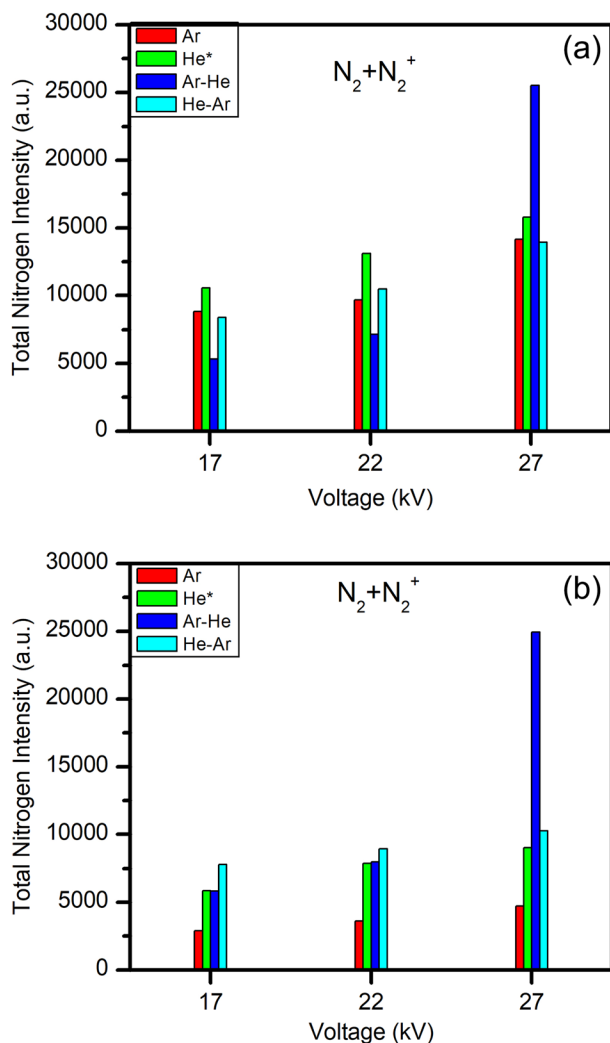 30000
25000
20000
15000
10000
5000
0
Total Nitrogen Intensity (a.u.)
Ar
He*
Ar-He
He-Ar
N₂+N₂⁺
(a)
17 22 27
Voltage (kV)
30000
25000
20000
15000
10000
5000
0
Total Nitrogen Intensity (a.u.)
Ar
He*
Ar-He
He-Ar
N₂+N₂⁺
(b)
17 22 27
Voltage (kV)